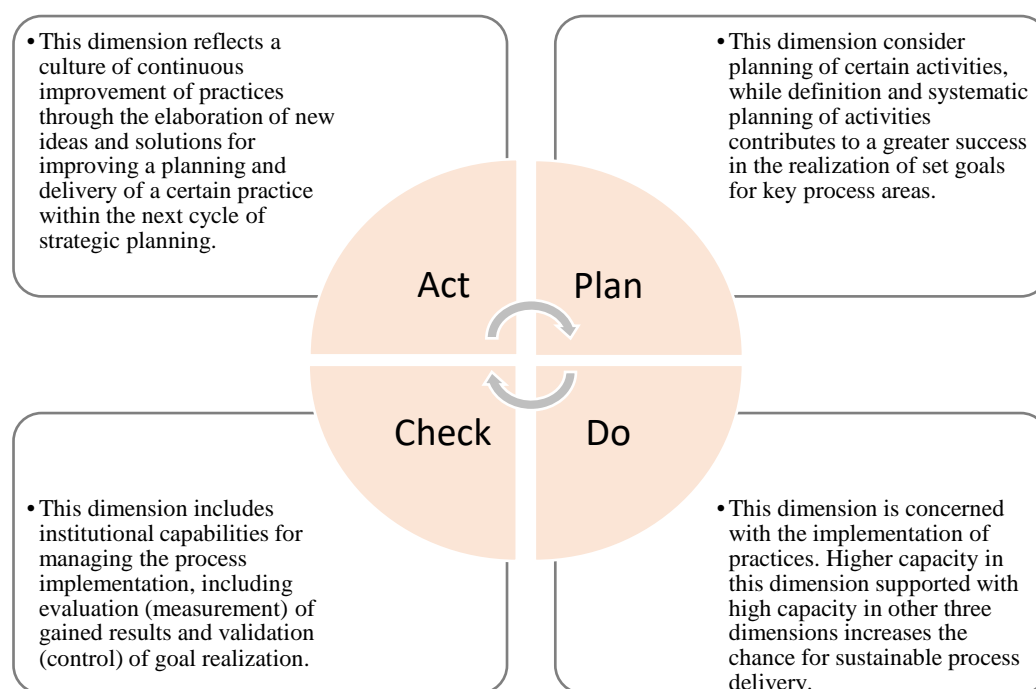 • This dimension reflects a
culture of continuous
improvement of practices
through the elaboration of new
ideas and solutions for
improving a planning and
delivery of a certain practice
within the next cycle of
strategic planning.
• This dimension consider
planning of certain activities,
while definition and systematic
planning of activities
contributes to a greater success
in the realization of set goals
for key process areas.
Act
Plan
Check
Do
• This dimension includes
institutional capabilities for
managing the process
implementation, including
evaluation (measurement) of
gained results and validation
(control) of goal realization.
• This dimension is concerned
with the implementation of
practices. Higher capacity in
this dimension supported with
high capacity in other three
dimensions increases the
chance for sustainable process
delivery.